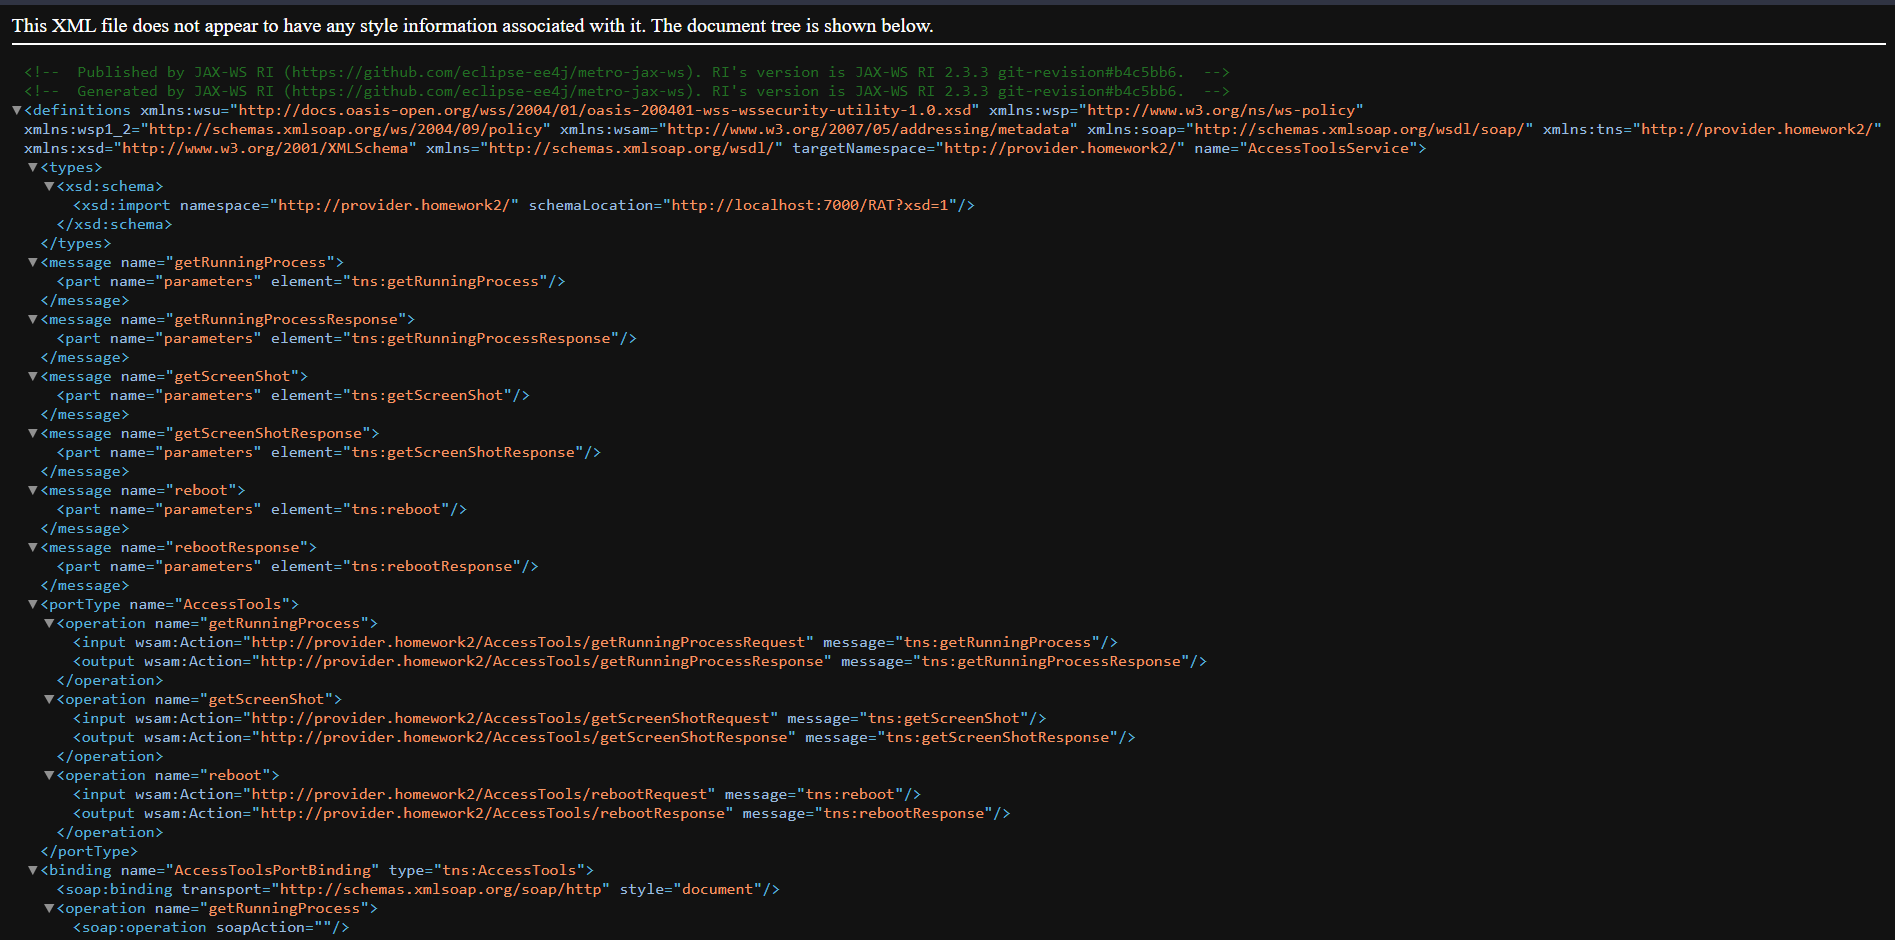 This XML file does not appear to have any style information associated with it. The document tree is shown below.
<!--  Published by JAX-WS RI (https://github.com/eclipse-ee4j/metro-jax-ws). RI's version is JAX-WS RI 2.3.3 git-revision#b4c5bb6.  -->
<!--  Generated by JAX-WS RI (https://github.com/eclipse-ee4j/metro-jax-ws). RI's version is JAX-WS RI 2.3.3 git-revision#b4c5bb6.  -->
▼<definitions xmlns:wsu="http://docs.oasis-open.org/wss/2004/01/oasis-200401-wss-wssecurity-utility-1.0.xsd" xmlns:wsp="http://www.w3.org/ns/ws-policy"
xmlns:wsp1_2="http://schemas.xmlsoap.org/ws/2004/09/policy" xmlns:wsam="http://www.w3.org/2007/05/addressing/metadata" xmlns:soap="http://schemas.xmlsoap.org/wsdl/soap/" xmlns:tns="http://provider.homework2/"
xmlns:xsd="http://www.w3.org/2001/XMLSchema" xmlns="http://schemas.xmlsoap.org/wsdl/" targetNamespace="http://provider.homework2/" name="AccessToolsService">
▼<types>
▼<xsd:schema>
<xsd:import namespace="http://provider.homework2/" schemaLocation="http://localhost:7000/RAT?xsd=1"/>
</xsd:schema>
</types>
▼<message name="getRunningProcess">
<part name="parameters" element="tns:getRunningProcess"/>
</message>
▼<message name="getRunningProcessResponse">
<part name="parameters" element="tns:getRunningProcessResponse"/>
</message>
▼<message name="getScreenShot">
<part name="parameters" element="tns:getScreenShot"/>
</message>
▼<message name="getScreenShotResponse">
<part name="parameters" element="tns:getScreenShotResponse"/>
</message>
▼<message name="reboot">
<part name="parameters" element="tns:reboot"/>
</message>
▼<message name="rebootResponse">
<part name="parameters" element="tns:rebootResponse"/>
</message>
▼<portType name="AccessTools">
▼<operation name="getRunningProcess">
<input wsam:Action="http://provider.homework2/AccessTools/getRunningProcessRequest" message="tns:getRunningProcess"/>
<output wsam:Action="http://provider.homework2/AccessTools/getRunningProcessResponse" message="tns:getRunningProcessResponse"/>
</operation>
▼<operation name="getScreenShot">
<input wsam:Action="http://provider.homework2/AccessTools/getScreenShotRequest" message="tns:getScreenShot"/>
<output wsam:Action="http://provider.homework2/AccessTools/getScreenShotResponse" message="tns:getScreenShotResponse"/>
</operation>
▼<operation name="reboot">
<input wsam:Action="http://provider.homework2/AccessTools/rebootRequest" message="tns:reboot"/>
<output wsam:Action="http://provider.homework2/AccessTools/rebootResponse" message="tns:rebootResponse"/>
</operation>
</portType>
▼<binding name="AccessToolsPortBinding" type="tns:AccessTools">
<soap:binding transport="http://schemas.xmlsoap.org/soap/http" style="document"/>
▼<operation name="getRunningProcess">
<soap:operation soapAction=""/>